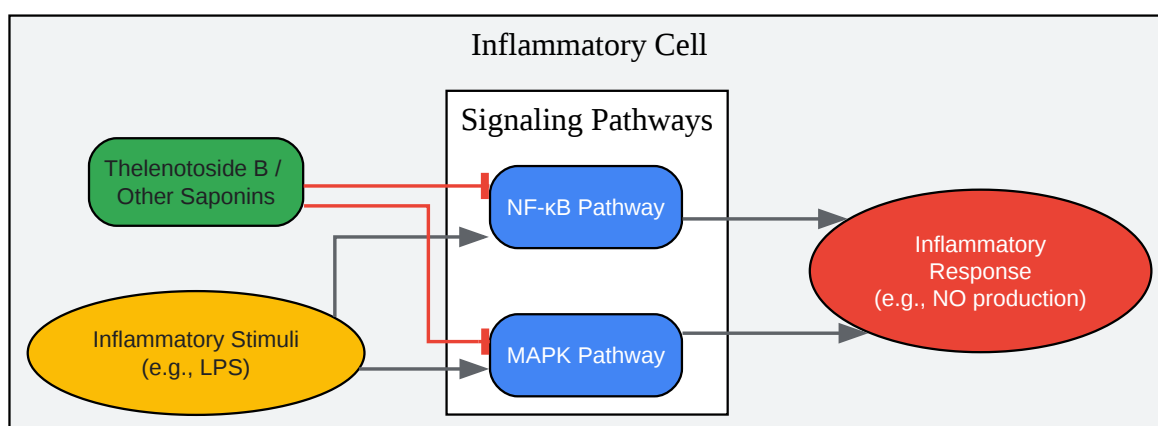 Inflammatory Cell
Signaling Pathways
Thelenotoside B /
Other Saponins
NF-κB Pathway
Inflammatory
Response
(e.g., NO production)
Inflammatory Stimuli
(e.g., LPS)
MAPK Pathway